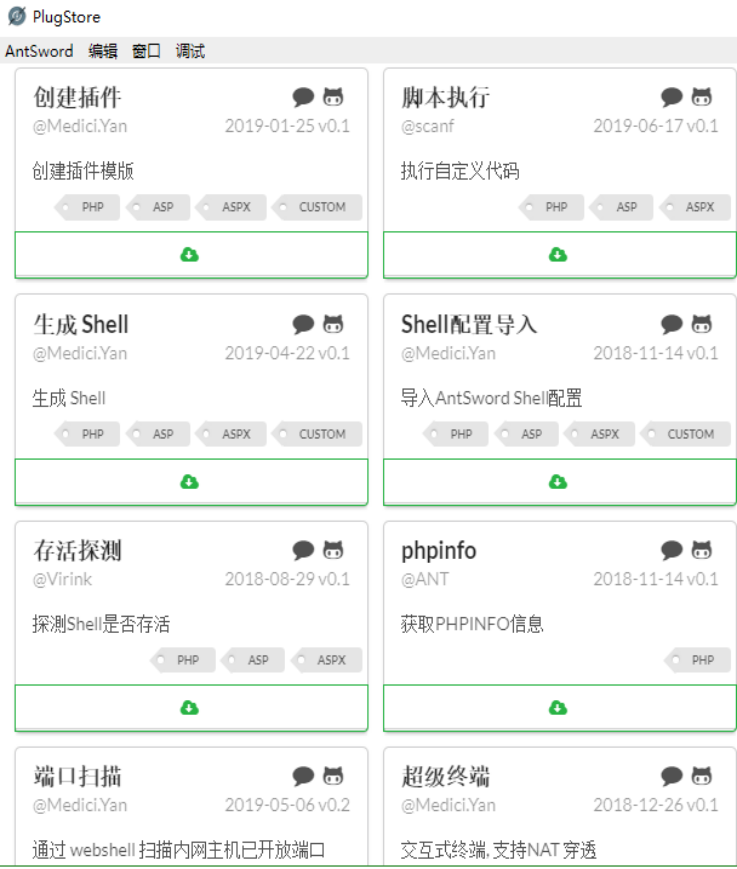 PlugStore
AntSword 编辑 窗口 调试
创建插件
@Medici.Yan 2019-01-25 v0.1
创建插件模版
PHP ASP ASPX CUSTOM
脚本执行
@scanf 2019-06-17 v0.1
执行自定义代码
PHP ASP ASPX
生成 Shell
@Medici.Yan 2019-04-22 v0.1
生成 Shell
PHP ASP ASPX CUSTOM
Shell配置导入
@Medici.Yan 2018-11-14 v0.1
导入AntSword Shell配置
PHP ASP ASPX CUSTOM
存活探测
@Virink 2018-08-29 v0.1
探测Shell是否存活
PHP ASP ASPX
phpinfo
@ANT 2018-11-14 v0.1
获取PHPINFO信息
PHP
端口扫描
@Medici.Yan 2019-05-06 v0.2
通过 webshell 扫描内网主机已开放端口
超级终端
@Medici.Yan 2018-12-26 v0.1
交互式终端, 支持NAT 穿透